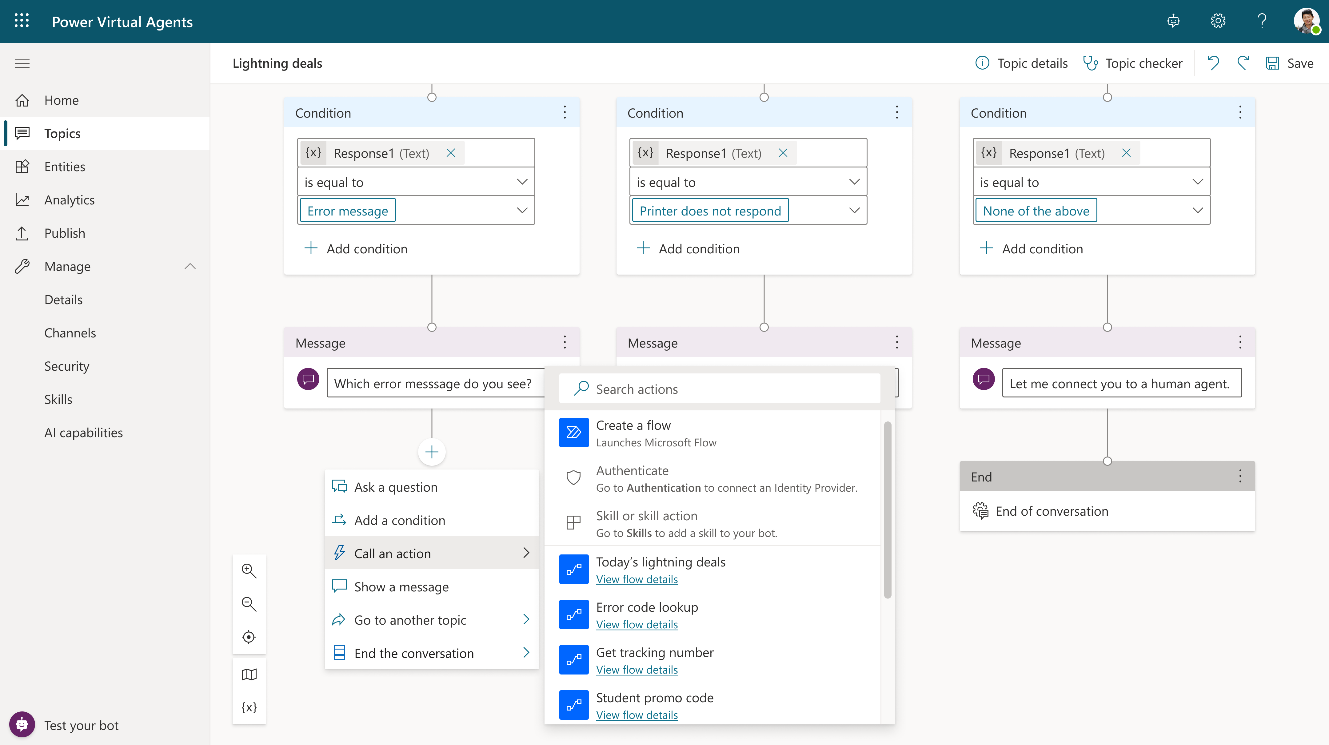 Power Virtual Agents
Lightning deals
Topic details
Topic checker
Save
Home
Topics
Entities
Analytics
Publish
Manage
Details
Channels
Security
Skills
AI capabilities
Test your bot
Condition
{x} Response1 (Text)
is equal to
Error message
Add condition
Condition
{x} Response1 (Text)
is equal to
Printer does not respond
Add condition
Condition
{x} Response1 (Text)
is equal to
None of the above
Add condition
Message
Which error messsage do you see?
Message
Message
Let me connect you to a human agent.
End
End of conversation
Ask a question
Add a condition
Call an action
Show a message
Go to another topic
End the conversation
Search actions
Create a flow
Launches Microsoft Flow
Authenticate
Go to Authentication to connect an Identity Provider.
Skill or skill action
Go to Skills to add a skill to your bot.
Today's lightning deals
View flow details
Error code lookup
View flow details
Get tracking number
View flow details
Student promo code
View flow details
{x}